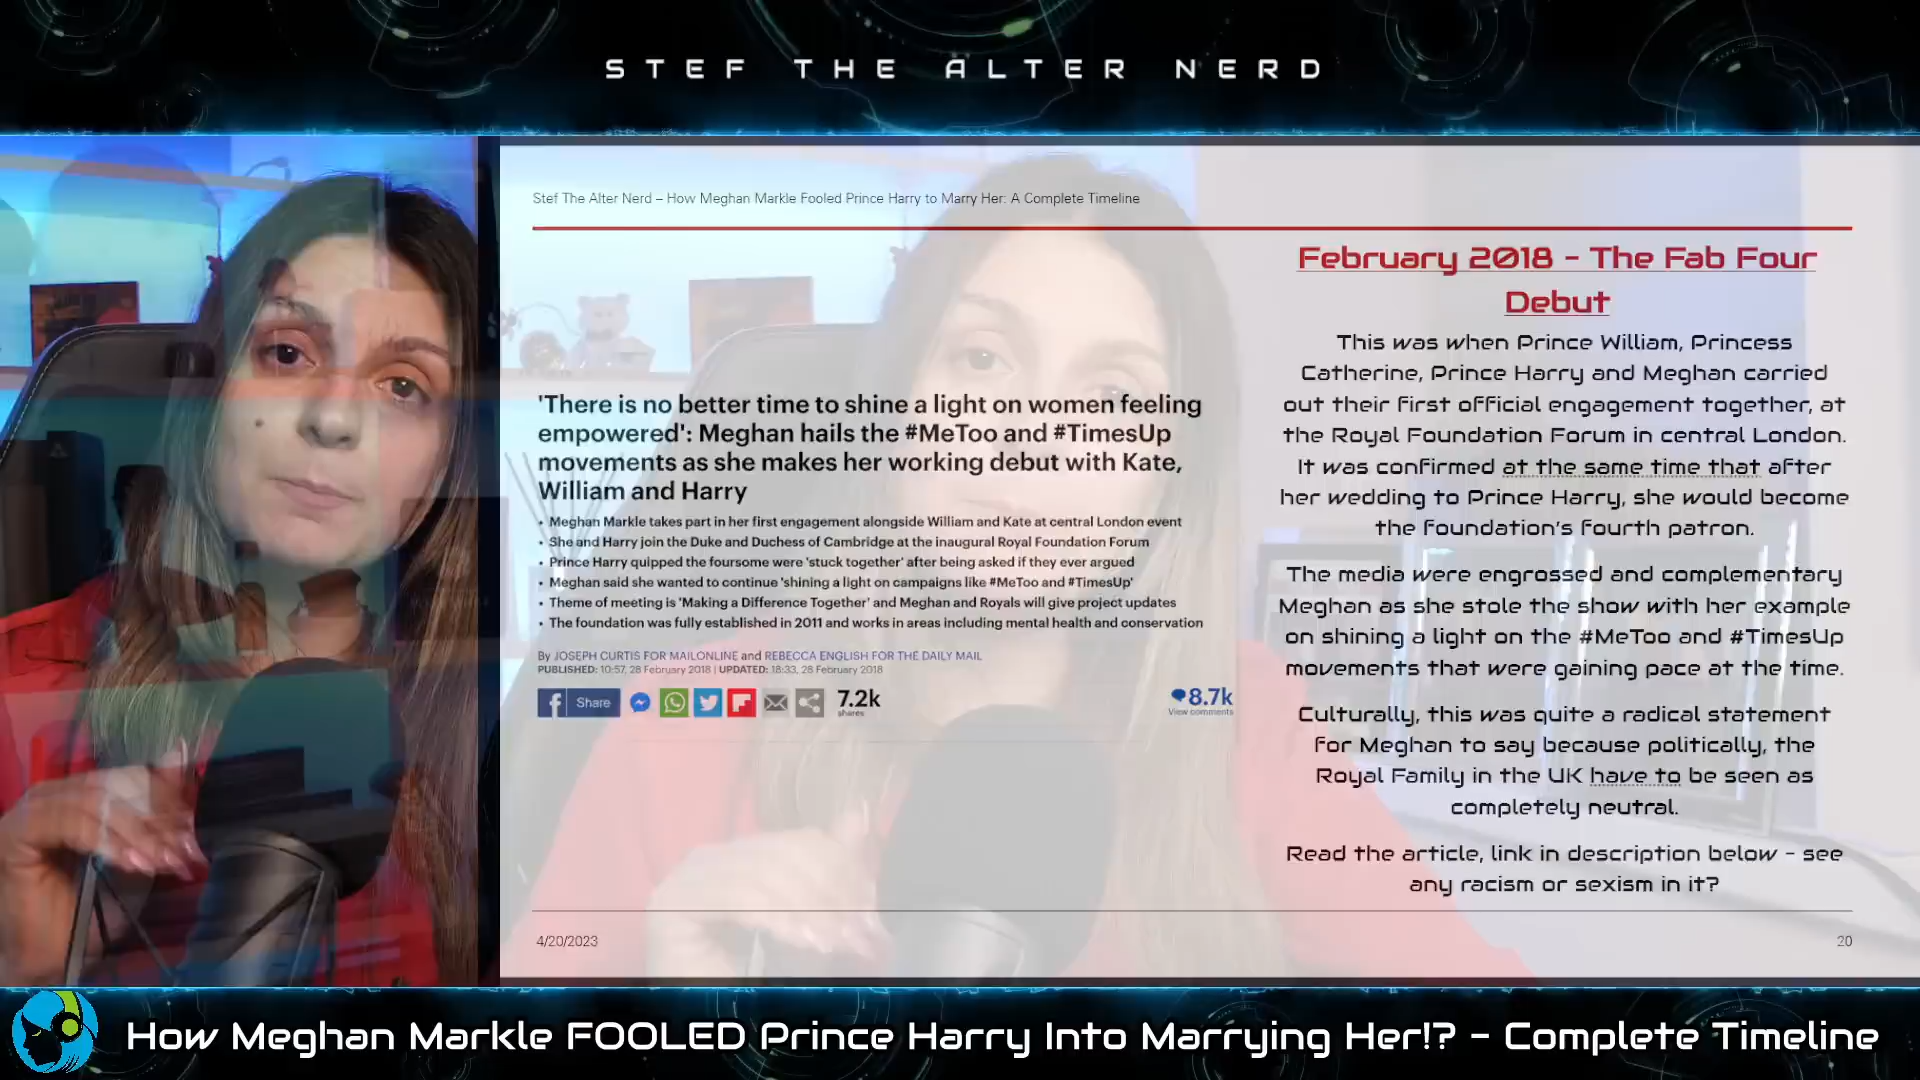 STEF THE ALTER NERD
Stef The Alter Nerd – How Meghan Markle Fooled Prince Harry to Marry Her: A Complete Timeline
'There is no better time to shine a light on women feeling
empowered': Meghan hails the #MeToo and #TimesUp
movements as she makes her working debut with Kate,
William and Harry
• Meghan Markle takes part in her first engagement alongside William and Kate at central London event
• She and Harry join the Duke and Duchess of Cambridge at the inaugural Royal Foundation Forum
• Prince Harry quipped the foursome were 'stuck together' after being asked if they ever argued
• Meghan said she wanted to continue 'shining a light on campaigns like #MeToo and #TimesUp'
• Theme of meeting is 'Making a Difference Together' and Meghan and Royals will give project updates
• The foundation was fully established in 2011 and works in areas including mental health and conservation
By JOSEPH CURTIS FOR MAILONLINE and REBECCA ENGLISH FOR THE DAILY MAIL
PUBLISHED: 10:57, 28 February 2018 | UPDATED: 18:33, 28 February 2018
Share
7.2k
shares
8.7k
View comments
February 2018 - The Fab Four
Debut
This was when Prince William, Princess
Catherine, Prince Harry and Meghan carried
out their first official engagement together, at
the Royal Foundation Forum in central London.
It was confirmed at the same time that after
her wedding to Prince Harry, she would become
the foundation's fourth patron.
The media were engrossed and complementary
Meghan as she stole the show with her example
on shining a light on the #MeToo and #TimesUp
movements that were gaining pace at the time.
Culturally, this was quite a radical statement
for Meghan to say because politically, the
Royal Family in the UK have to be seen as
completely neutral.
Read the article, link in description below - see
any racism or sexism in it?
4/20/2023
20
How Meghan Markle FOOLED Prince Harry Into Marrying Her!? - Complete Timeline